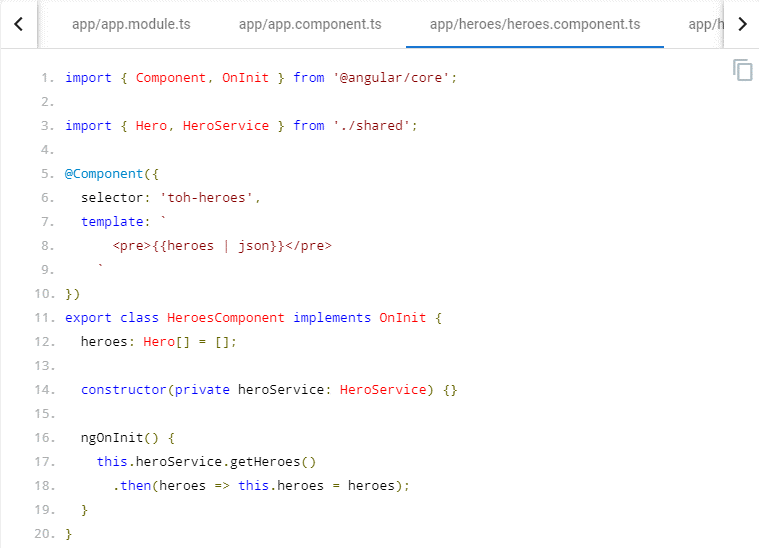 app/app.module.ts app/app.component.ts app/heroes/heroes.component.ts app/h
1. import { Component, OnInit } from '@angular/core';
2.
3. import { Hero, HeroService } from './shared';
4.
5. @Component({
6.   selector: 'toh-heroes',
7.   template: `
8.       <pre>{{heroes | json}}</pre>
9.     `
10. })
11. export class HeroesComponent implements OnInit {
12.   heroes: Hero[] = [];
13.
14.   constructor(private heroService: HeroService) {}
15.
16.   ngOnInit() {
17.     this.heroService.getHeroes()
18.       .then(heroes => this.heroes = heroes);
19.   }
20. }